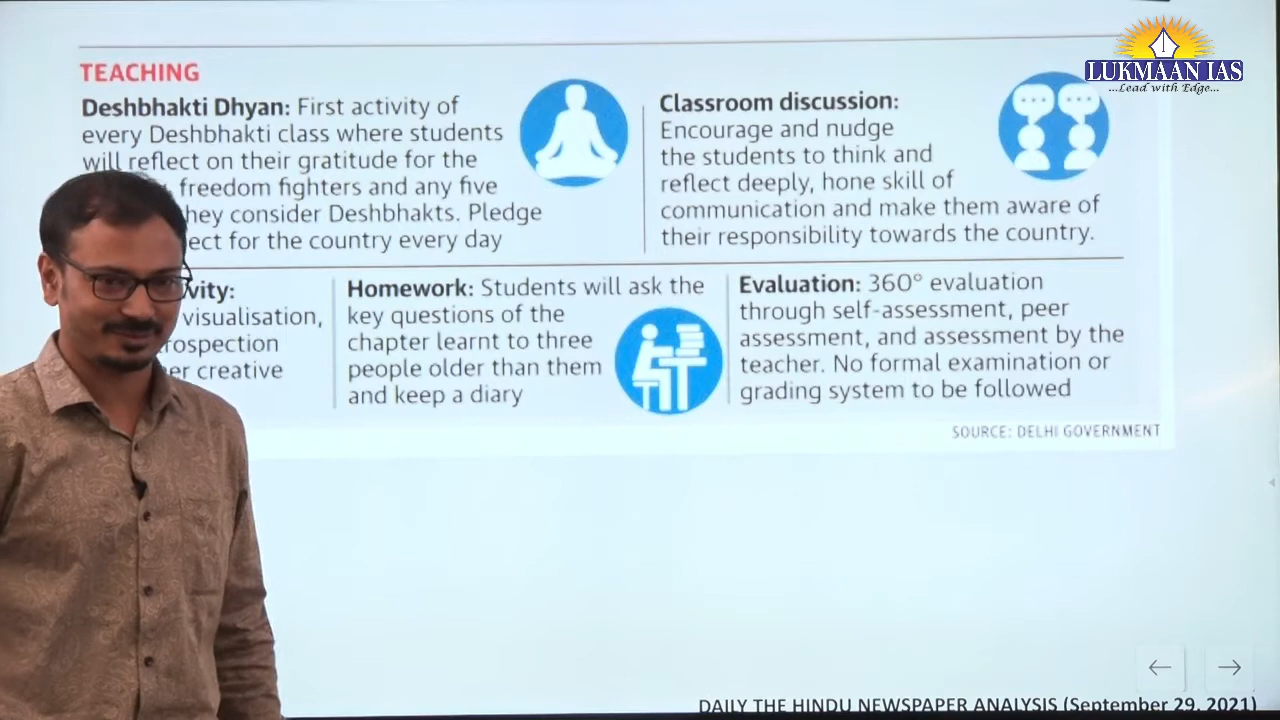 TEACHING
Deshbhakti Dhyan: First activity of
every Deshbhakti class where students
will reflect on their gratitude for the
freedom fighters and any five
hey consider Deshbhakts. Pledge
ect for the country every day
Classroom discussion:
Encourage and nudge
the students to think and
reflect deeply, hone skill of
communication and make them aware of
their responsibility towards the country.
vity:
visualisation,
rospection
er creative
Homework: Students will ask the
key questions of the
chapter learnt to three
people older than them
and keep a diary
Evaluation: 360° evaluation
through self-assessment, peer
assessment, and assessment by the
teacher. No formal examination or
grading system to be followed
SOURCE: DELHI GOVERNMENT
LUKMAAN IAS
...Lead with Edge...
DAILY THE HINDU NEWSPAPER ANALYSIS (September 29, 2021)